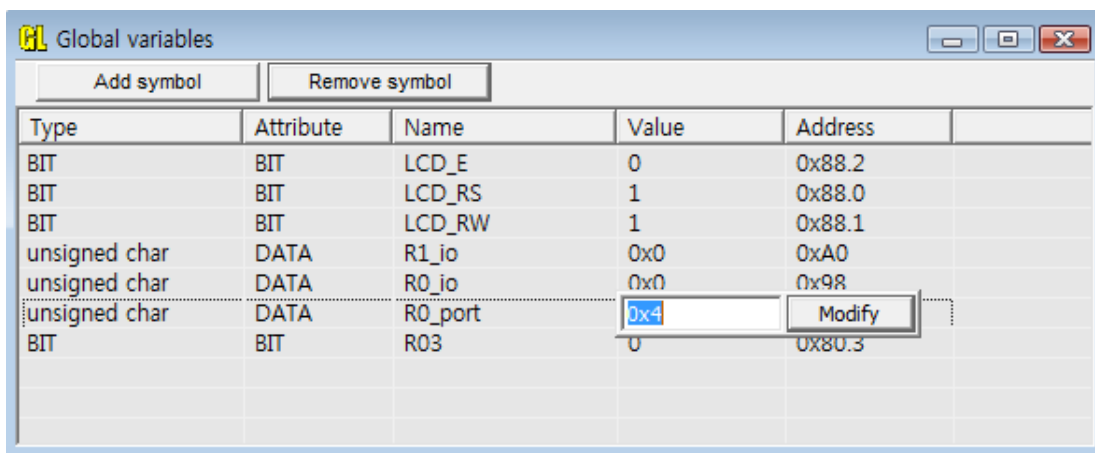 GL Global variables
Add symbol Remove symbol
Type Attribute Name Value Address
BIT BIT LCD_E 0 0x88.2
BIT BIT LCD_RS 1 0x88.0
BIT BIT LCD_RW 1 0x88.1
unsigned char DATA R1_io 0x0 0xA0
unsigned char DATA R0_io 0x0 0x98
unsigned char DATA R0_port 0x4 Modify
BIT BIT R03 0 0x80.3